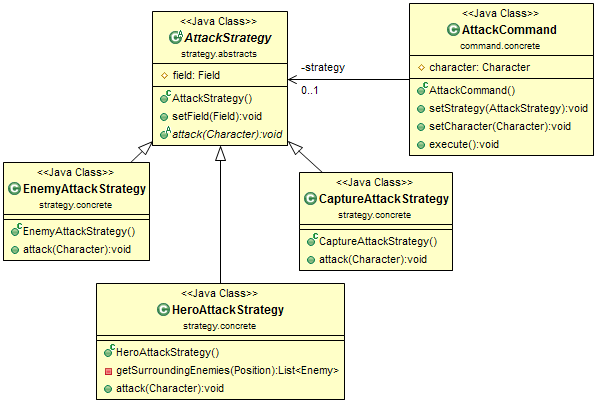 <<Java Class>>
AttackStrategy
strategy.abstracts
field: Field
AttackStrategy()
setField(Field):void
attack(Character):void
-strategy
0..1
<<Java Class>>
AttackCommand
command.concrete
character: Character
AttackCommand()
setStrategy(AttackStrategy):void
setCharacter(Character):void
execute():void
<<Java Class>>
EnemyAttackStrategy
strategy.concrete
EnemyAttackStrategy()
attack(Character):void
<<Java Class>>
CaptureAttackStrategy
strategy.concrete
CaptureAttackStrategy()
attack(Character):void
<<Java Class>>
HeroAttackStrategy
strategy.concrete
HeroAttackStrategy()
getSurroundingEnemies(Position):List<Enemy>
attack(Character):void